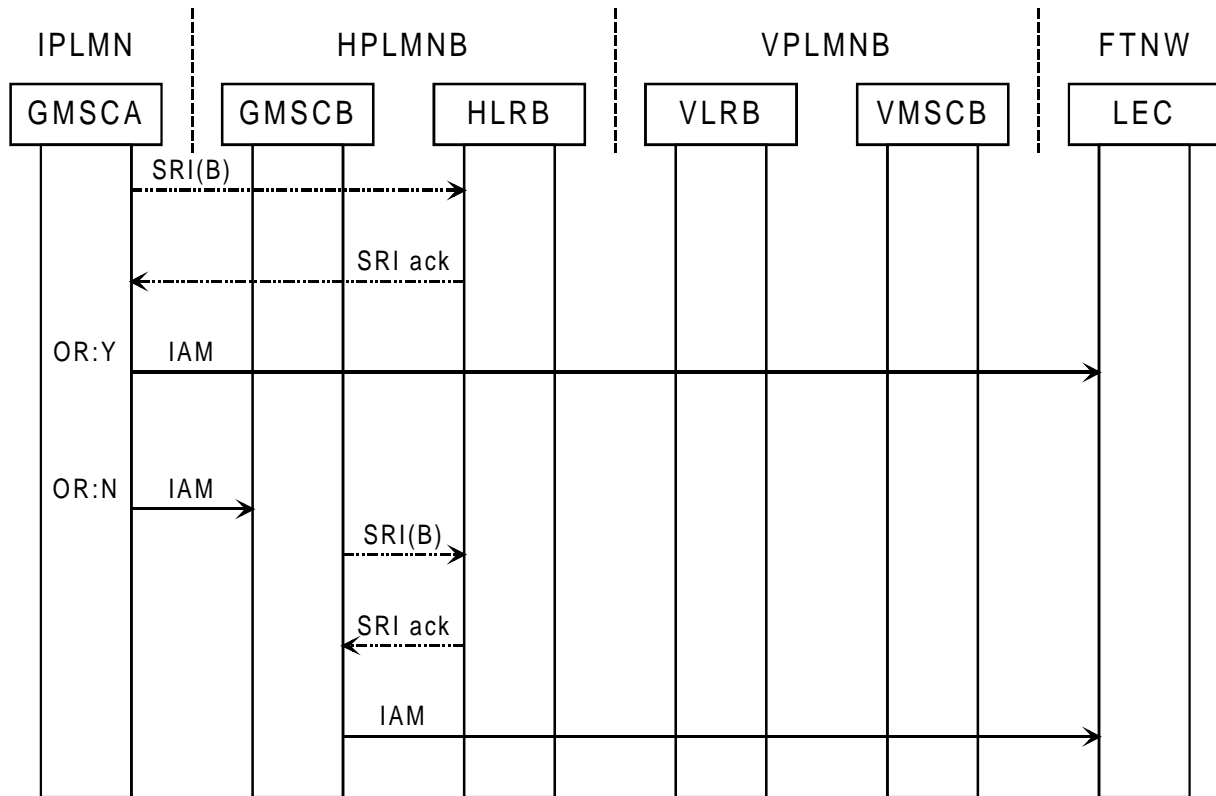 IPLMN HPLMNB VPLMNB FTNW
GMSCA GMSCB HLRB VLRB VMSCB LEC
SRI(B)
SRI ack
OR:Y IAM
OR:N IAM
SRI(B)
SRI ack
IAM